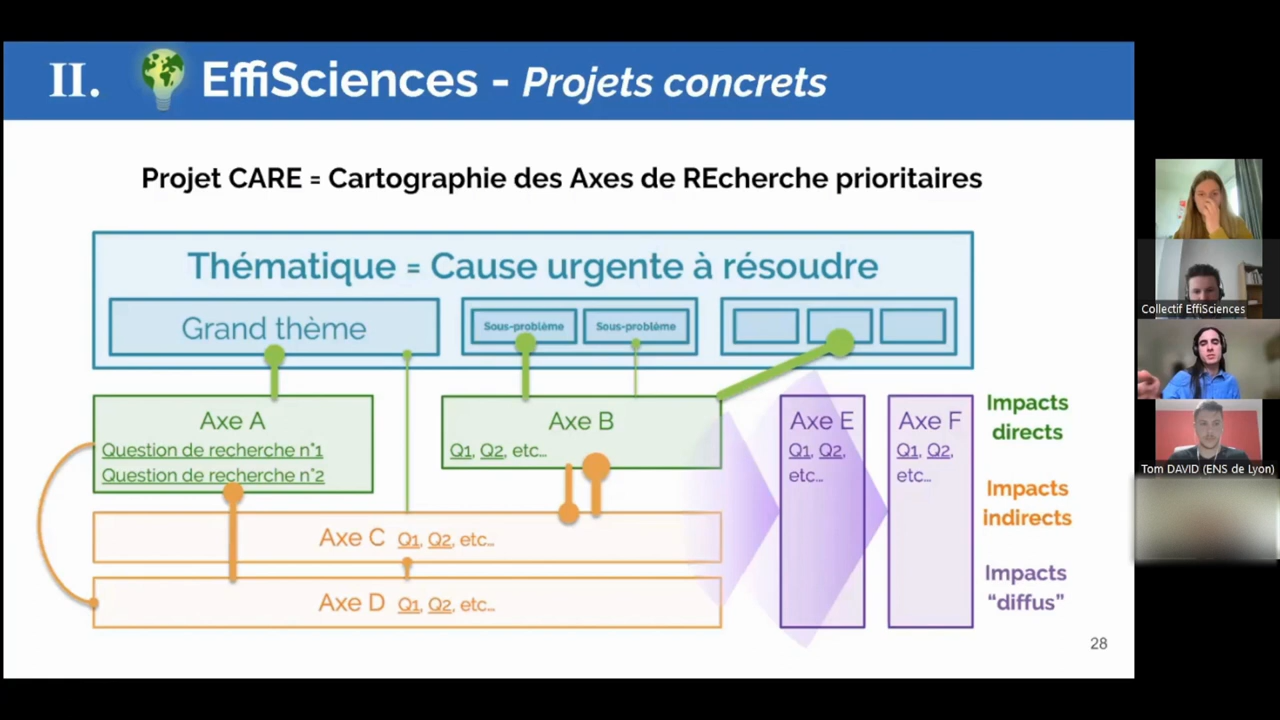 II. EffiSciences - Projets concrets
Projet CARE = Cartographie des Axes de REcherche prioritaires
Thématique = Cause urgente à résoudre
Grand thème
Sous-problème
Sous-problème
Axe A
Question de recherche n°1
Question de recherche n°2
Axe B
Q1, Q2, etc...
Axe C Q1, Q2, etc...
Axe D Q1, Q2, etc...
Axe E
Q1, Q2,
etc...
Axe F
Q1, Q2,
etc...
Impacts
directs
Impacts
indirects
Impacts
“diffus”
28
Collectif EffiSciences
Tom DAVID (ENS de Lyon)